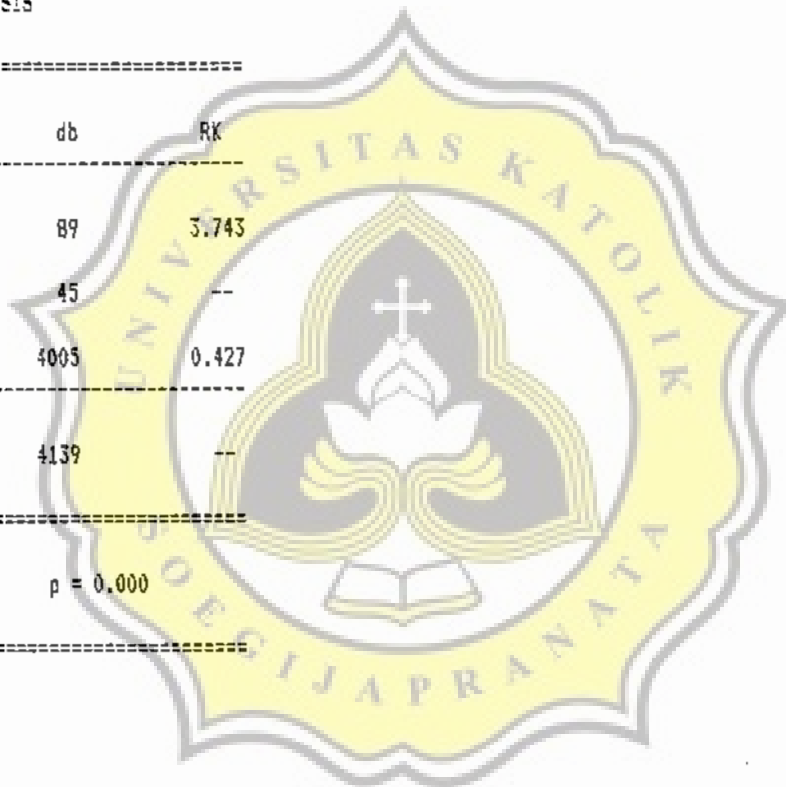 sis
db RK
89 3.743
45 --
4005 0.427
4139 --
p = 0.000
UNIVERSITAS KATOLIK
SOEGIJAPRANATA